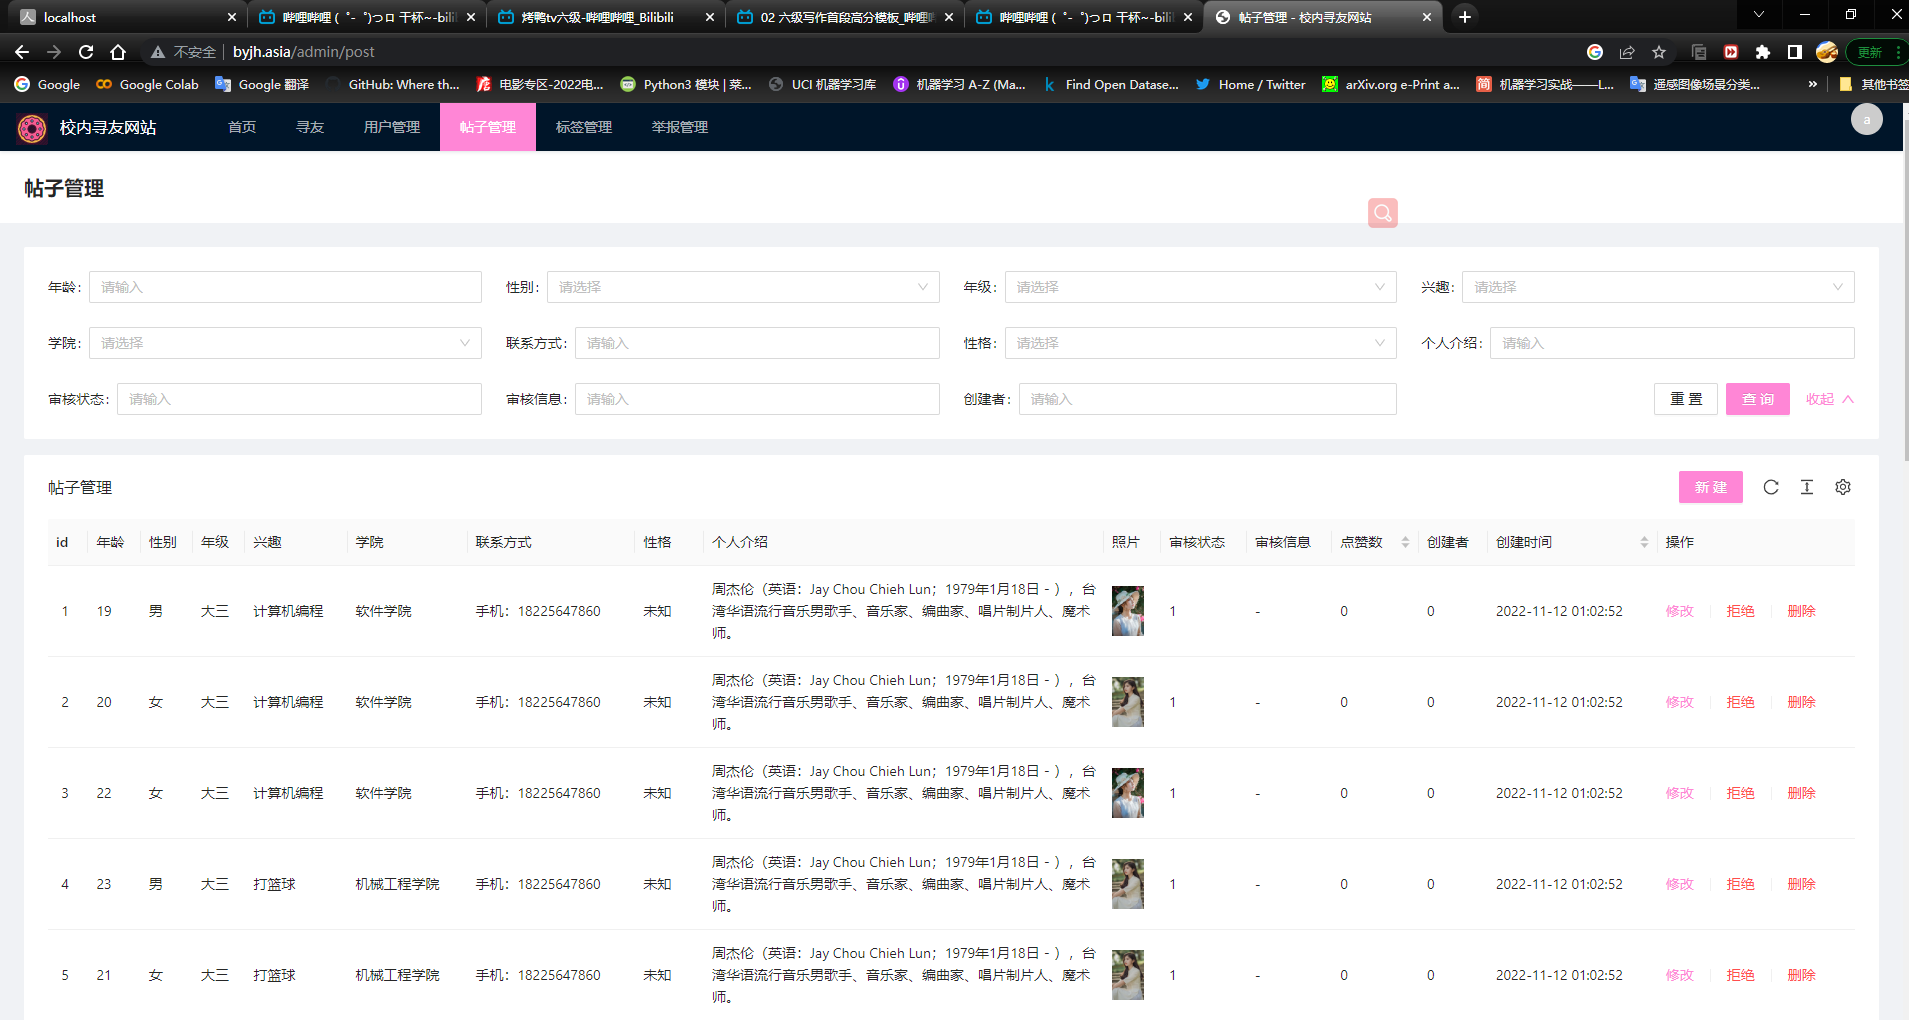 localhost
哔哩哔哩 ( ゜- ゜)つロ 干杯~-bili
烤鸭tv六级-哔哩哔哩_Bilibili
02 六级写作首段高分模板_哔哩
哔哩哔哩 ( ゜- ゜)つロ 干杯~-bili
帖子管理 - 校内寻友网站
不安全 | byjh.asia/admin/post
更新
Google
Google Colab
Google 翻译
GitHub: Where th...
电影专区-2022电...
Python3 模块 | 菜...
UCI 机器学习库
机器学习 A-Z (Ma...
Find Open Datase...
Home / Twitter
arXiv.org e-Print a...
机器学习实战——L...
遥感图像场景分类...
»
其他书签
校内寻友网站
首页
寻友
用户管理
帖子管理
标签管理
举报管理
a
帖子管理
年龄: 请输入
性别: 请选择
年级: 请选择
兴趣: 请选择
学院: 请选择
联系方式: 请输入
性格: 请选择
个人介绍: 请输入
审核状态: 请输入
审核信息: 请输入
创建者: 请输入
重 置
查 询
收起
帖子管理
新 建
id 年龄 性别 年级 兴趣 学院 联系方式 性格 个人介绍 照片 审核状态 审核信息 点赞数 创建者 创建时间 操作
1 19 男 大三 计算机编程 软件学院 手机：18225647860 未知
周杰伦（英语：Jay Chou Chieh Lun；1979年1月18日 - ），台
湾华语流行音乐男歌手、音乐家、编曲家、唱片制片人、魔术
师。
1 - 0 0 2022-11-12 01:02:52 修改 拒绝 删除
2 20 女 大三 计算机编程 软件学院 手机：18225647860 未知
周杰伦（英语：Jay Chou Chieh Lun；1979年1月18日 - ），台
湾华语流行音乐男歌手、音乐家、编曲家、唱片制片人、魔术
师。
1 - 0 0 2022-11-12 01:02:52 修改 拒绝 删除
3 22 女 大三 计算机编程 软件学院 手机：18225647860 未知
周杰伦（英语：Jay Chou Chieh Lun；1979年1月18日 - ），台
湾华语流行音乐男歌手、音乐家、编曲家、唱片制片人、魔术
师。
1 - 0 0 2022-11-12 01:02:52 修改 拒绝 删除
4 23 男 大三 打篮球 机械工程学院 手机：18225647860 未知
周杰伦（英语：Jay Chou Chieh Lun；1979年1月18日 - ），台
湾华语流行音乐男歌手、音乐家、编曲家、唱片制片人、魔术
师。
1 - 0 0 2022-11-12 01:02:52 修改 拒绝 删除
5 21 女 大三 打篮球 机械工程学院 手机：18225647860 未知
周杰伦（英语：Jay Chou Chieh Lun；1979年1月18日 - ），台
湾华语流行音乐男歌手、音乐家、编曲家、唱片制片人、魔术
师。
1 - 0 0 2022-11-12 01:02:52 修改 拒绝 删除